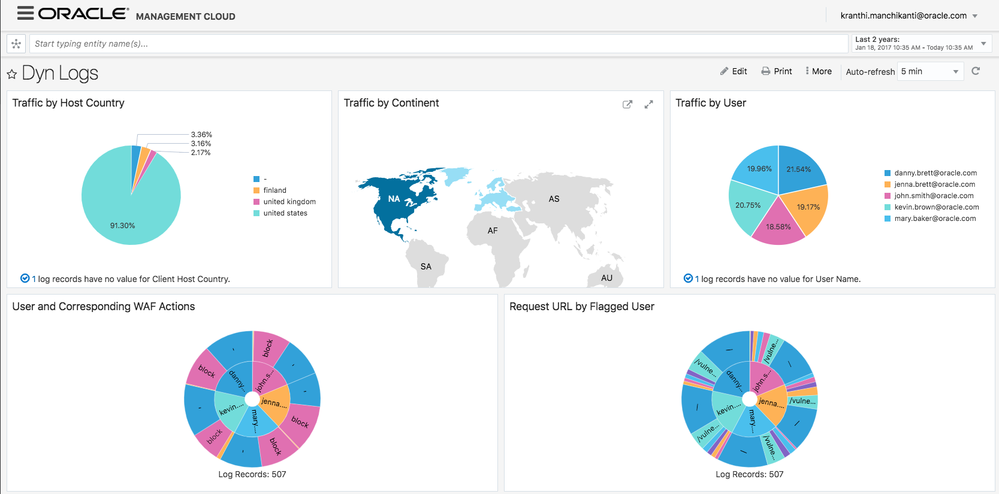 ORACLE® MANAGEMENT CLOUD
kranthi.manchikanti@oracle.com
Start typing entity name(s)...
Last 2 years:
Jan 18, 2017 10:35 AM - Today 10:35 AM
Dyn Logs
Edit Print More Auto-refresh 5 min
Traffic by Host Country
3.36%
3.16%
2.17%
91.30%
-
finland
united kingdom
united states
1 log records have no value for Client Host Country.
Traffic by Continent
NA
AS
AF
SA
AU
Traffic by User
19.96%
21.54%
20.75%
19.17%
18.58%
danny.brett@oracle.com
jenna.brett@oracle.com
john.smith@oracle.com
kevin.brown@oracle.com
mary.baker@oracle.com
1 log records have no value for User Name.
User and Corresponding WAF Actions
-
block
-
block
danny...
john.s...
-
-
kevin....
jenna....
mary....
block
block
block
-
Log Records: 507
Request URL by Flagged User
/
/vulne...
/
/vulne...
danny...
john.s...
/vulne...
/
kevin....
jenna....
mary....
/
/vulne...
/vulne...
/
Log Records: 507